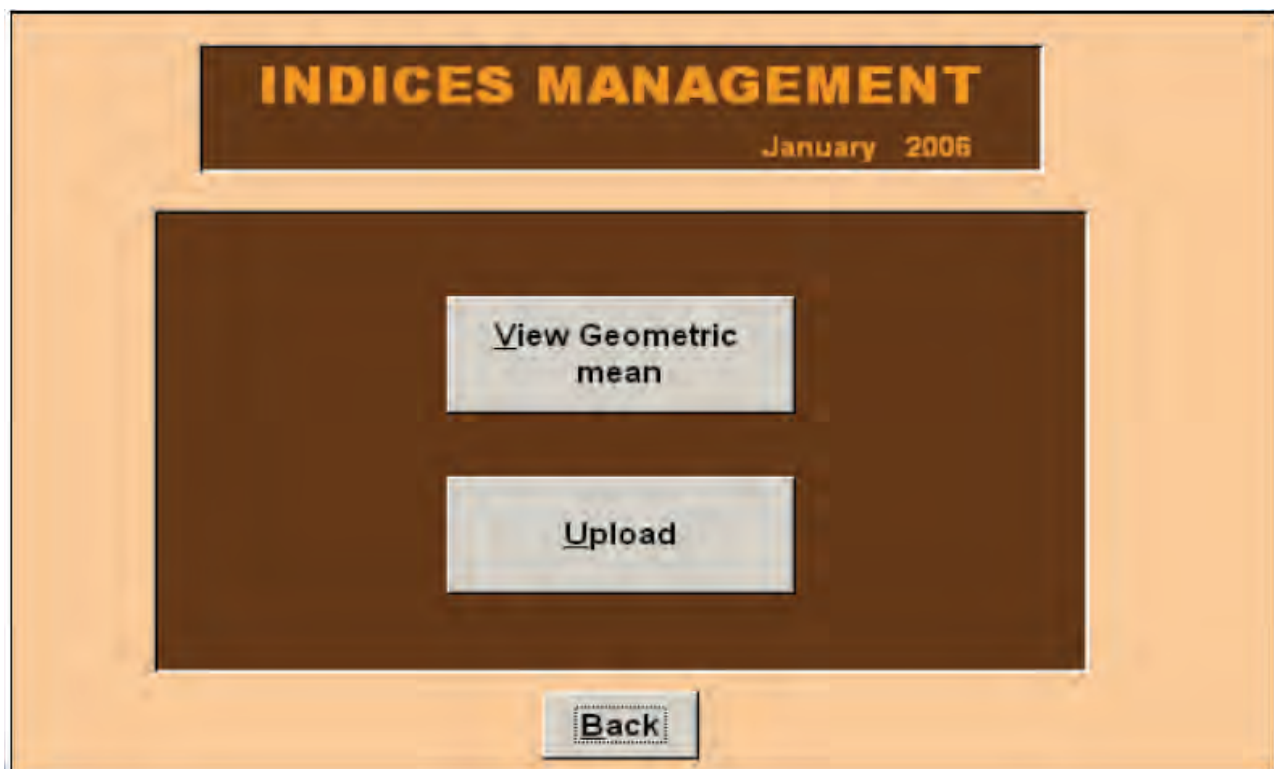 INDICES MANAGEMENT
January 2006
View Geometric
mean
Upload
Back